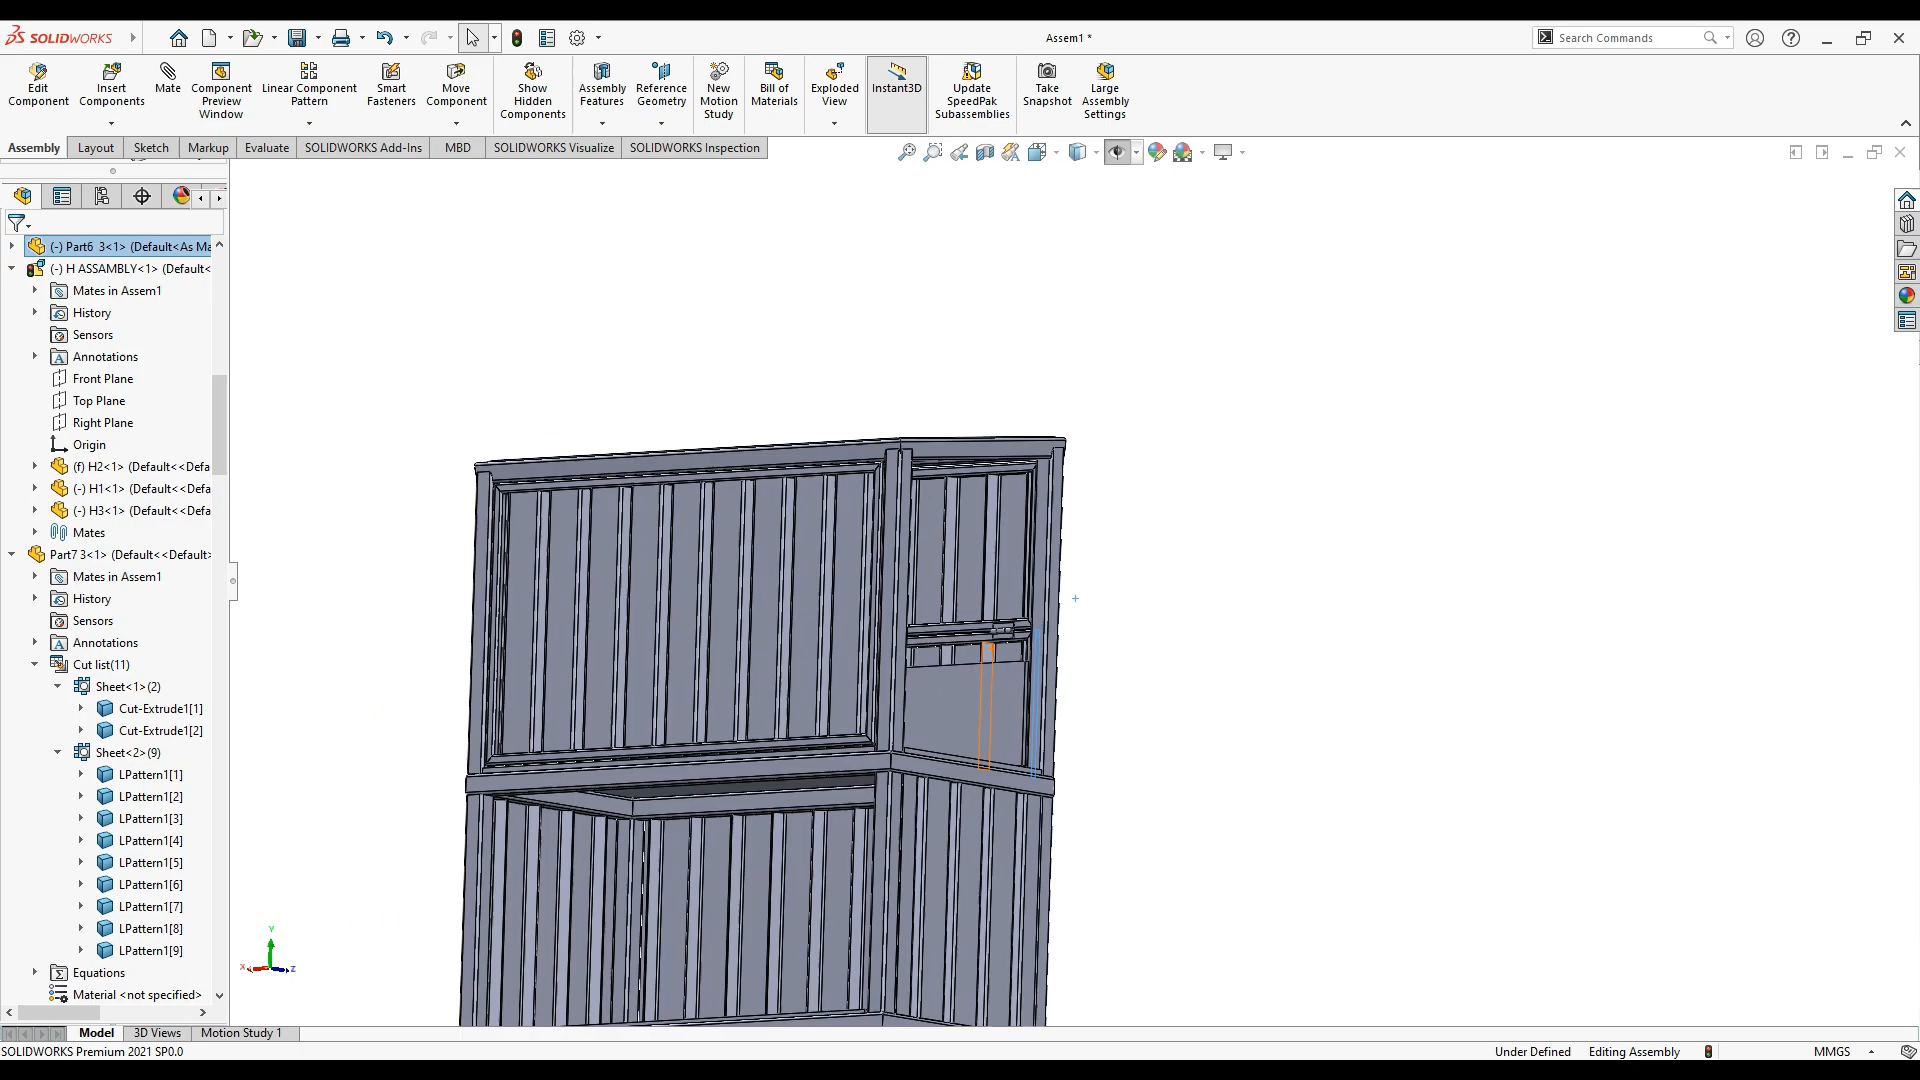 SOLIDWORKS
Assem1 *
Search Commands
Edit Component
Insert Components
Mate
Component Preview Window
Linear Component Pattern
Smart Fasteners
Move Component
Show Hidden Components
Assembly Features
Reference Geometry
New Motion Study
Bill of Materials
Exploded View
Instant3D
Update SpeedPak Subassemblies
Take Snapshot
Large Assembly Settings
Assembly
Layout
Sketch
Markup
Evaluate
SOLIDWORKS Add-Ins
MBD
SOLIDWORKS Visualize
SOLIDWORKS Inspection
(-) Part6 3<1> (Default<As Ma
(-) H ASSAMBLY<1> (Default<
Mates in Assem1
History
Sensors
Annotations
Front Plane
Top Plane
Right Plane
Origin
(f) H2<1> (Default<<Defa
(-) H1<1> (Default<<Defa
(-) H3<1> (Default<<Defa
Mates
Part7 3<1> (Default<<Default>
Mates in Assem1
History
Sensors
Annotations
Cut list(11)
Sheet<1>(2)
Cut-Extrude1[1]
Cut-Extrude1[2]
Sheet<2>(9)
LPattern1[1]
LPattern1[2]
LPattern1[3]
LPattern1[4]
LPattern1[5]
LPattern1[6]
LPattern1[7]
LPattern1[8]
LPattern1[9]
Equations
Material <not specified>
Y
X
Z
Model
3D Views
Motion Study 1
SOLIDWORKS Premium 2021 SP0.0
Under Defined
Editing Assembly
MMGS